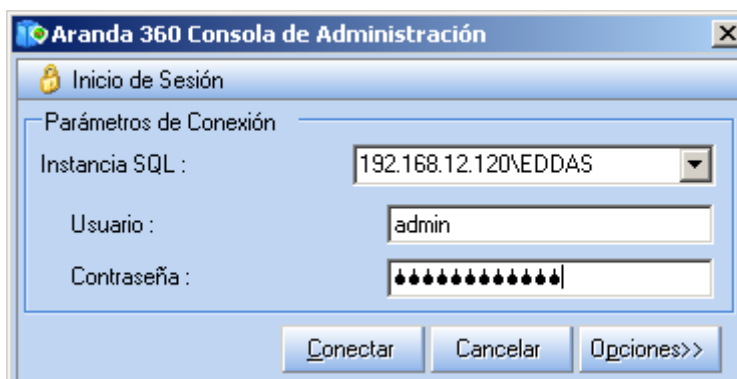 Aranda 360 Consola de Administración
Inicio de Sesión
Parámetros de Conexión
Instancia SQL : 192.168.12.120\EDDAS
Usuario : admin
Contraseña :
Conectar Cancelar Opciones>>